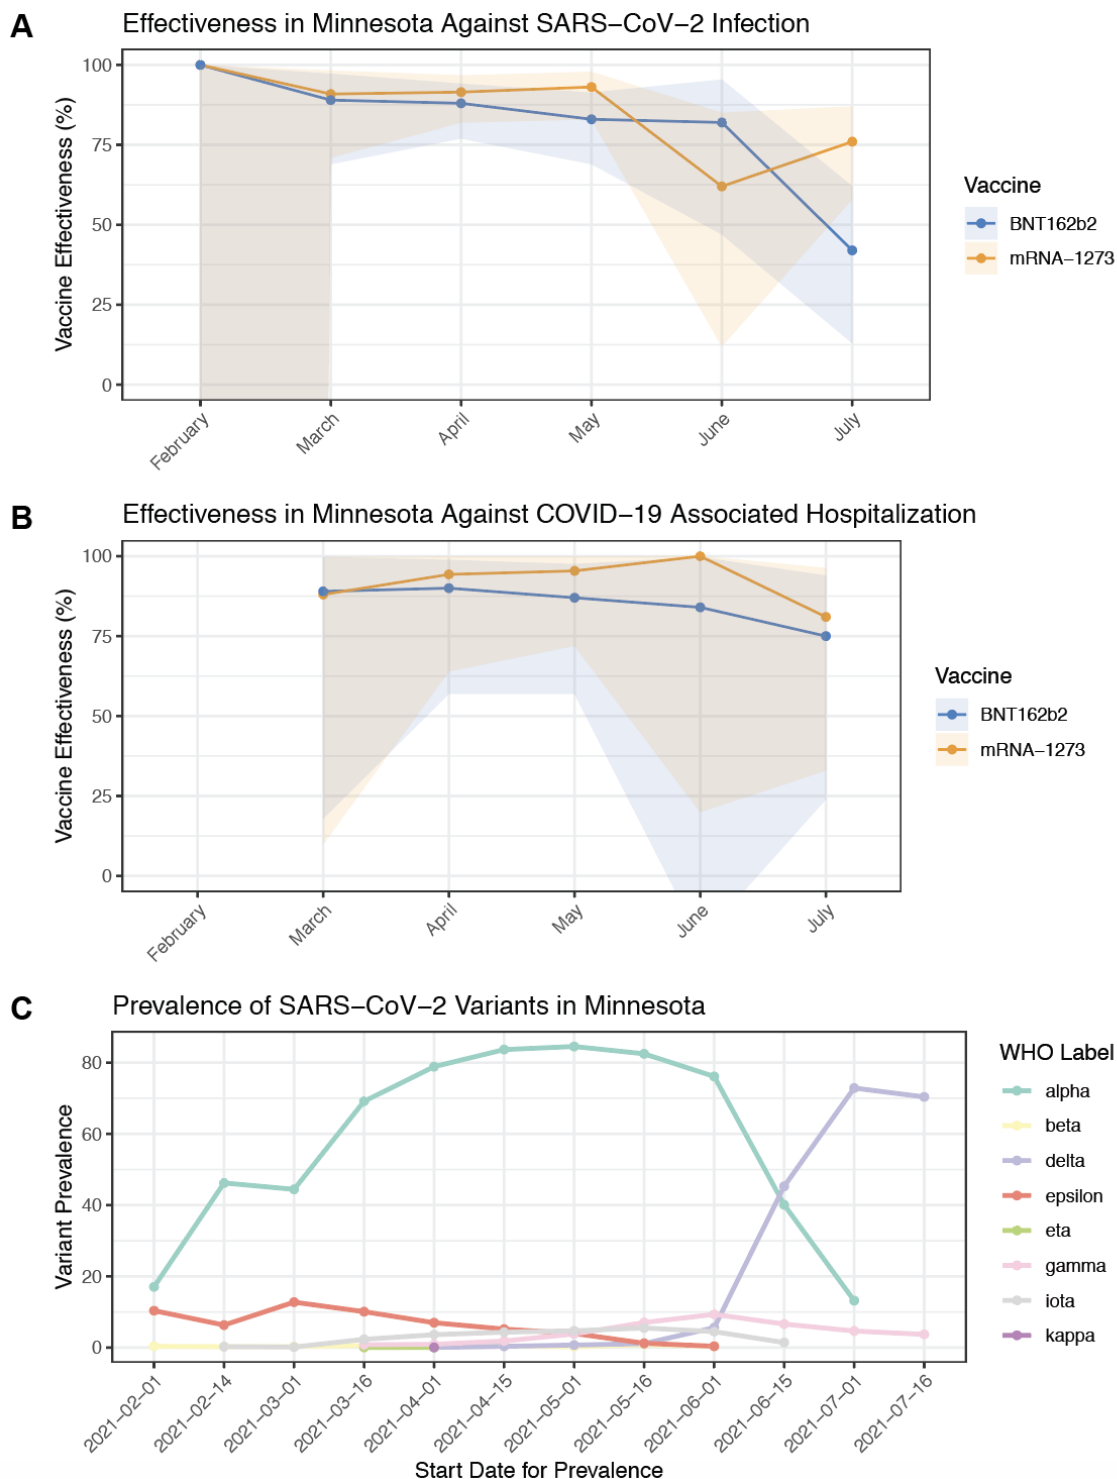 A
Effectiveness in Minnesota Against SARS−CoV−2 Infection
Vaccine Effectiveness (%)
100
75
50
25
0
February
March
April
May
June
July
Vaccine
BNT162b2
mRNA−1273
B
Effectiveness in Minnesota Against COVID−19 Associated Hospitalization
Vaccine Effectiveness (%)
100
75
50
25
0
February
March
April
May
June
July
Vaccine
BNT162b2
mRNA−1273
C
Prevalence of SARS−CoV−2 Variants in Minnesota
Variant Prevalence
80
60
40
20
0
2021−02−01
2021−02−14
2021−03−01
2021−03−16
2021−04−01
2021−04−15
2021−05−01
2021−05−16
2021−06−01
2021−06−15
2021−07−01
2021−07−16
Start Date for Prevalence
WHO Label
alpha
beta
delta
epsilon
eta
gamma
iota
kappa